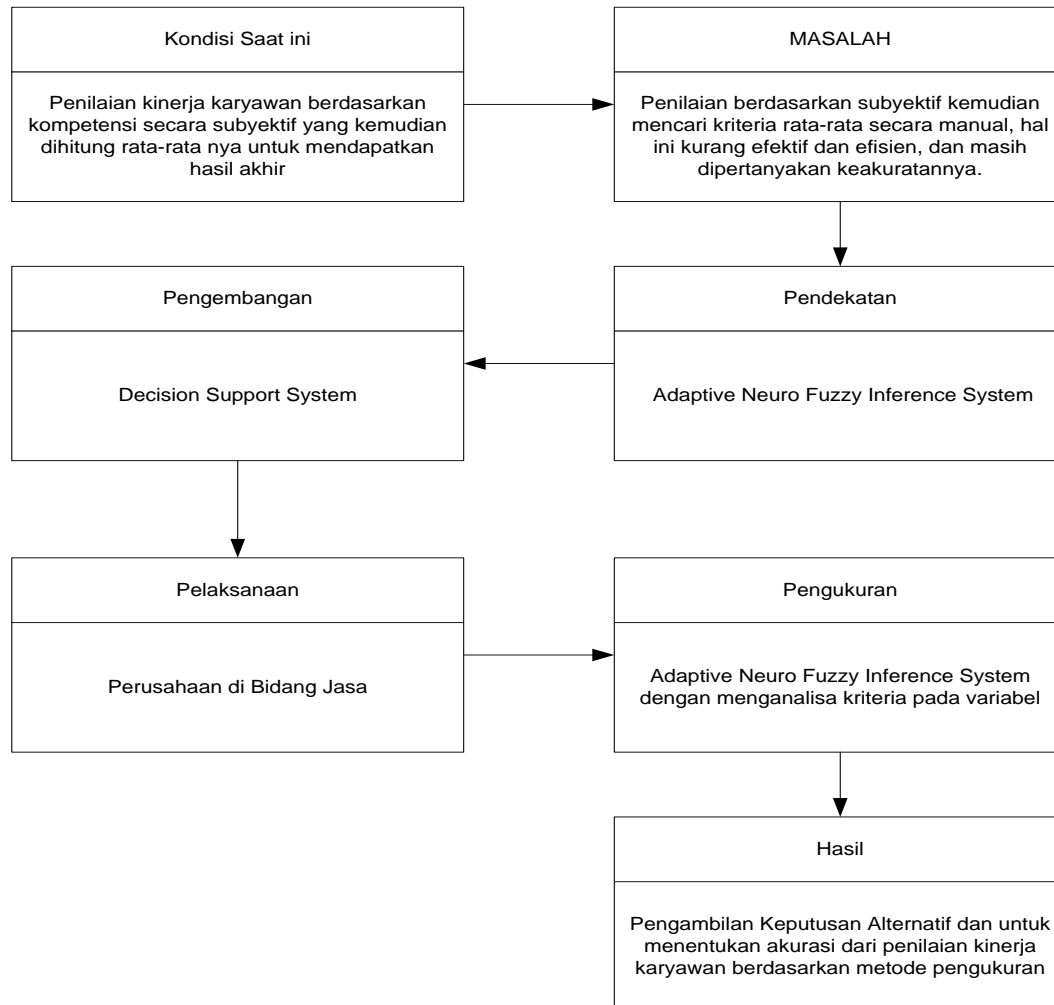 Kondisi Saat ini
Penilaian kinerja karyawan berdasarkan
kompetensi secara subyektif yang kemudian
dihitung rata-rata nya untuk mendapatkan
hasil akhir
MASALAH
Penilaian berdasarkan subyektif kemudian
mencari kriteria rata-rata secara manual, hal
ini kurang efektif dan efisien, dan masih
dipertanyakan keakuratannya.
Pendekatan
Adaptive Neuro Fuzzy Inference System
Pengembangan
Decision Support System
Pelaksanaan
Perusahaan di Bidang Jasa
Pengukuran
Adaptive Neuro Fuzzy Inference System
dengan menganalisa kriteria pada variabel
Hasil
Pengambilan Keputusan Alternatif dan untuk
menentukan akurasi dari penilaian kinerja
karyawan berdasarkan metode pengukuran